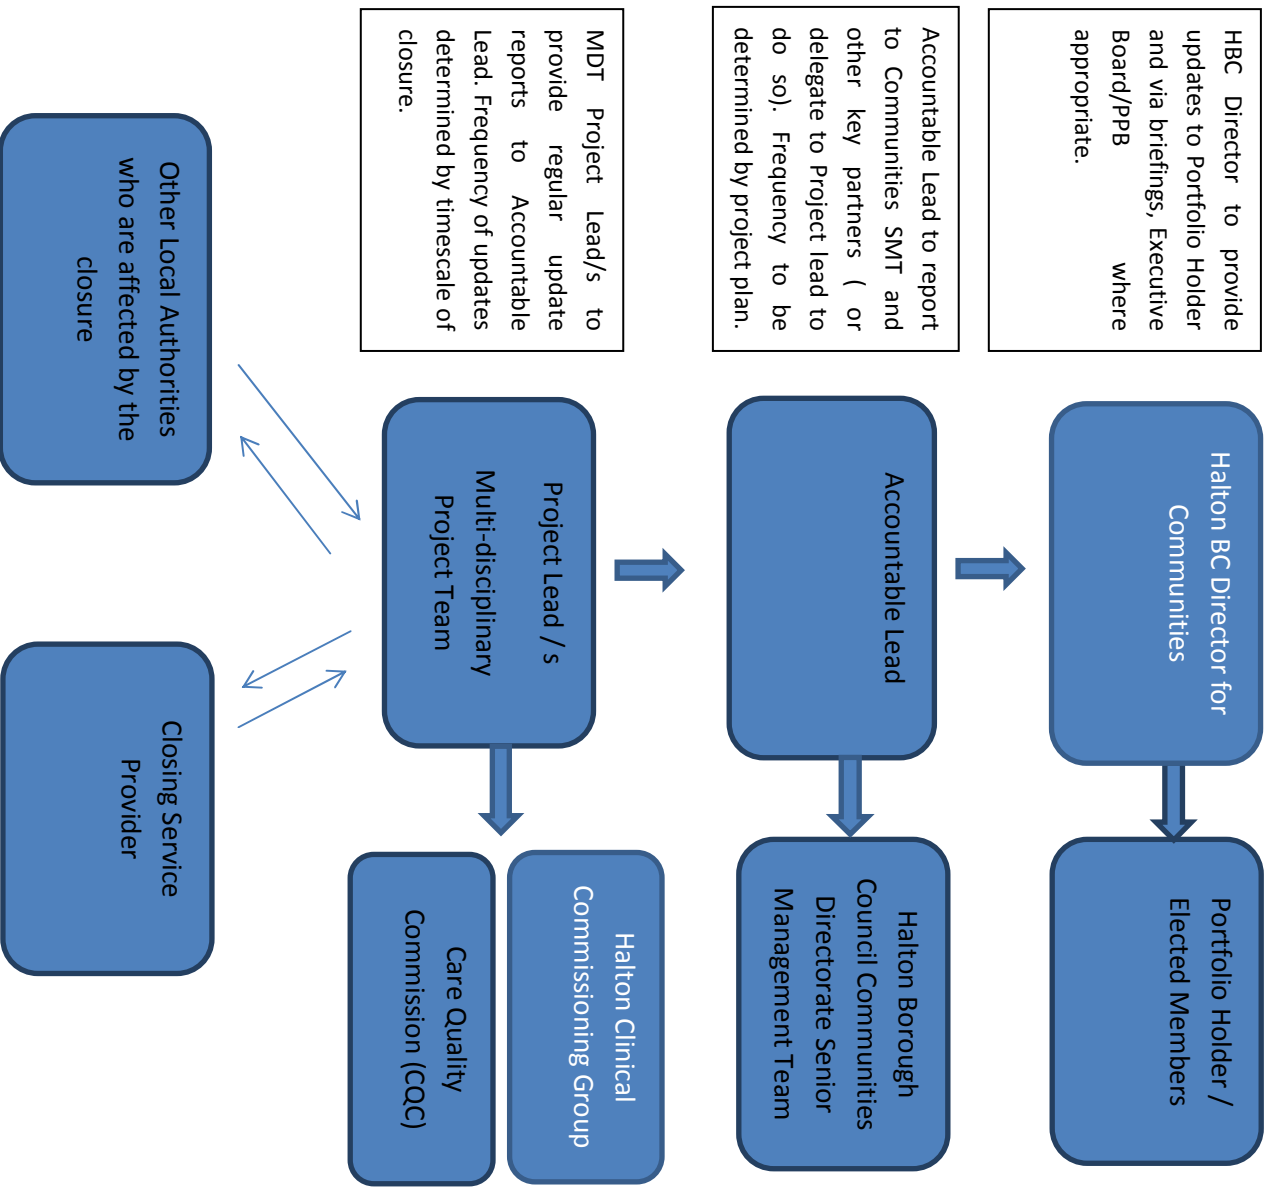 HBC Director to provide
updates to Portfolio Holder
and via briefings, Executive
Board/PPB where
appropriate.
Halton BC Director for
Communities
Portfolio Holder /
Elected Members
Accountable Lead to report
to Communities SMT and
other key partners ( or
delegate to Project lead to
do so). Frequency to be
determined by project plan.
Accountable Lead
Halton Borough
Council Communities
Directorate Senior
Management Team
MDT Project Lead/s to
provide regular update
reports to Accountable
Lead. Frequency of updates
determined by timescale of
closure.
Project Lead / s
Multi-disciplinary
Project Team
Halton Clinical
Commissioning Group
Care Quality
Commission (CQC)
Other Local Authorities
who are affected by the
closure
Closing Service
Provider